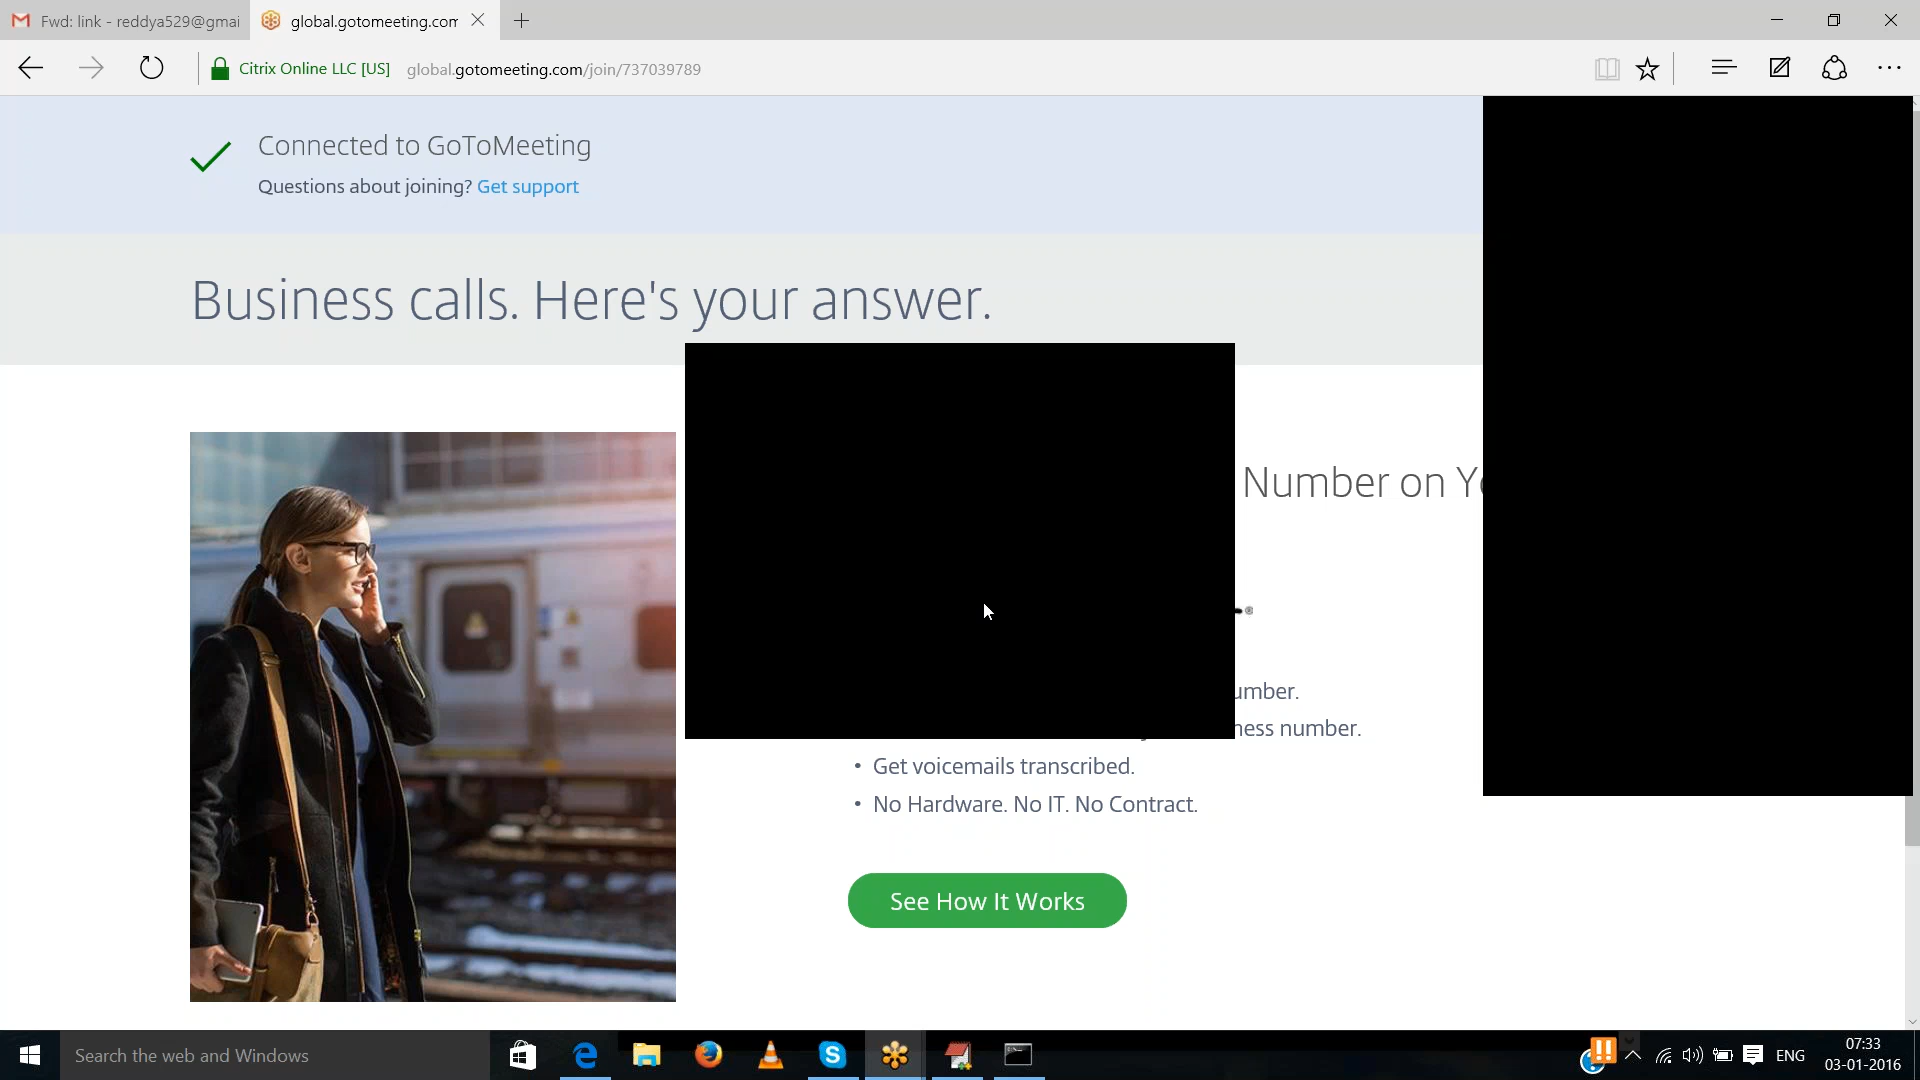 Fwd: link - reddya529@gmai
global.gotomeeting.com
Citrix Online LLC [US] global.gotomeeting.com/join/737039789
Connected to GoToMeeting
Questions about joining? Get support
Business calls. Here's your answer.
Number on
number.
number.
• Get voicemails transcribed.
• No Hardware. No IT. No Contract.
See How It Works
Search the web and Windows
ENG
07:33
03-01-2016